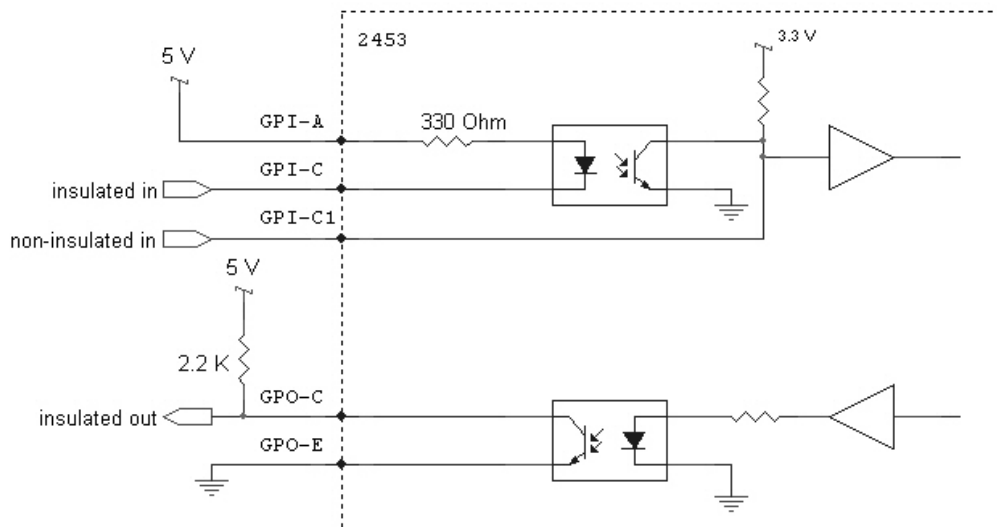 2453
3.3 V
5 V
GPI-A
330 Ohm
GPI-C
insulated in
GPI-C1
non-insulated in
5 V
2.2 K
GPO-C
insulated out
GPO-E